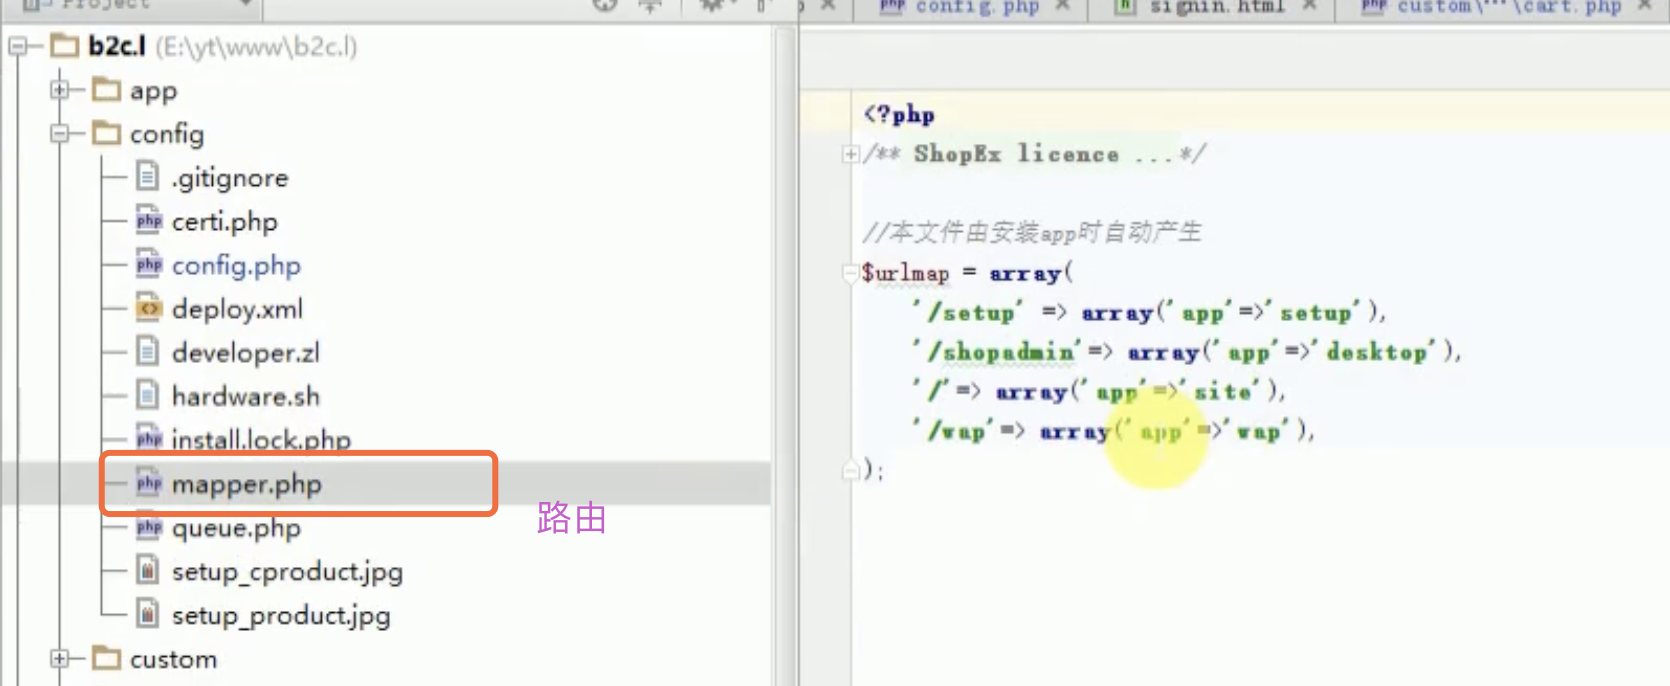 Project
config.php
signin.html
custom\...\cart.php
b2c.l (E:\yt\www\b2c.l)
app
config
.gitignore
certi.php
config.php
deploy.xml
developer.zl
hardware.sh
install.lock.php
mapper.php
queue.php
setup_cproduct.jpg
setup_product.jpg
custom
路由
<?php
/** ShopEx licence ...*/
//本文件由安装app时自动产生
$urlmap = array(
'/setup' => array('app'=>'setup'),
'/shopadmin'=> array('app'=>'desktop'),
'/'=> array('app'=>'site'),
'/wap'=> array('app'=>'wap'),
);